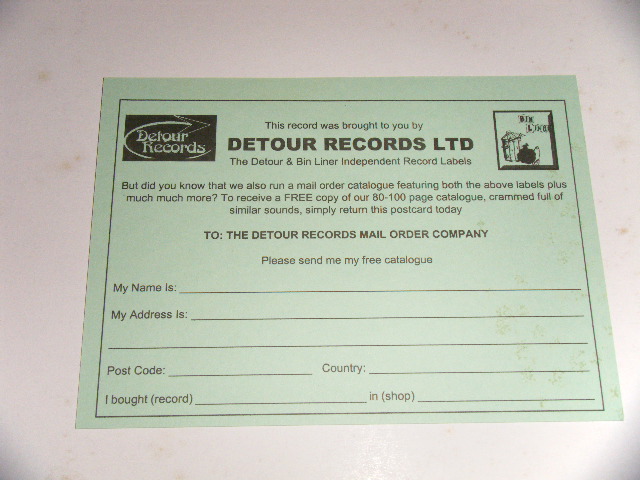 Detour
Records
This record was brought to you by
DETOUR RECORDS LTD
The Detour & Bin Liner Independent Record Labels
Bin
Liner
But did you know that we also run a mail order catalogue featuring both the above labels plus
much much more? To receive a FREE copy of our 80-100 page catalogue, crammed full of
similar sounds, simply return this postcard today
TO: THE DETOUR RECORDS MAIL ORDER COMPANY
Please send me my free catalogue
My Name Is:
My Address Is:
Post Code: Country:
I bought (record) in (shop)